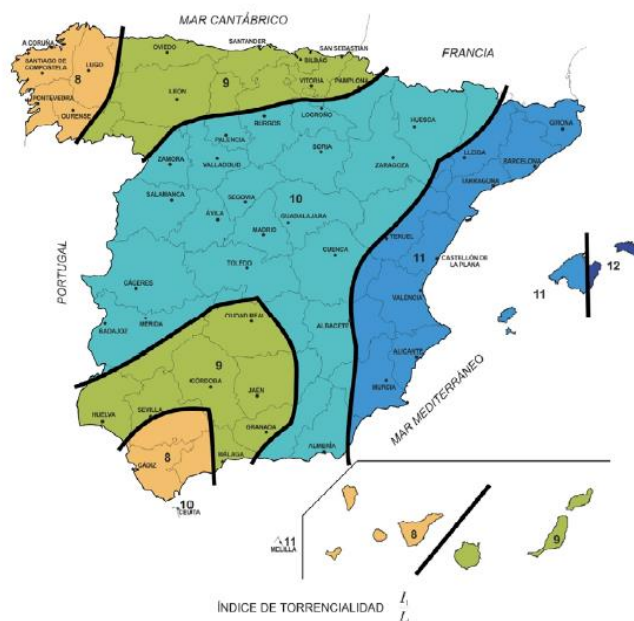 MAR CANTÁBRICO
FRANCIA
A CORUÑA
OVIEDO
SANTANDER
SAN SEBASTIÁN
SANTIAGO DE COMPOSTELA
8
LUGO
BILBAO
9
LEÓN
VITORIA
PAMPLONA
PONTEVEDRA
OURENSE
BURGOS
LOGROÑO
HUESCA
GIRONA
PALENCIA
SORIA
LLEIDA
BARCELONA
ZAMORA
VALLADOLID
ZARAGOZA
TARRAGONA
SALAMANCA
SEGOVIA
10
ÁVILA
GUADALAJARA
MADRID
TERUEL
12
PORTUGAL
TOLEDO
CUENCA
11
CASTELLÓN DE
LA PLANA
11
CÁCERES
VALENCIA
BADAJOZ
MÉRIDA
CIUDAD REAL
ALBACETE
ALICANTE
9
CÓRDOBA
JAÉN
MURCIA
MAR MEDITERRÁNEO
HUELVA
SEVILLA
GRANADA
8
CÁDIZ
MÁLAGA
ALMERÍA
10
CEUTA
11
MELILLA
8
9
ÍNDICE DE TORRENCIALIDAD